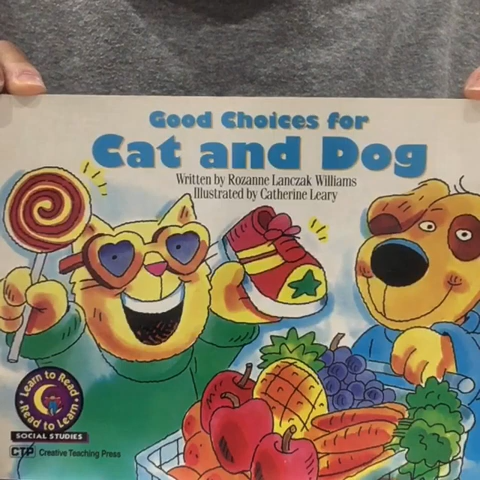 Good Choices for
Cat and Dog
Written by Rozanne Lanczak Williams
Illustrated by Catherine Leary
Learn to Read
Read to Learn
SOCIAL STUDIES
CTP Creative Teaching Press